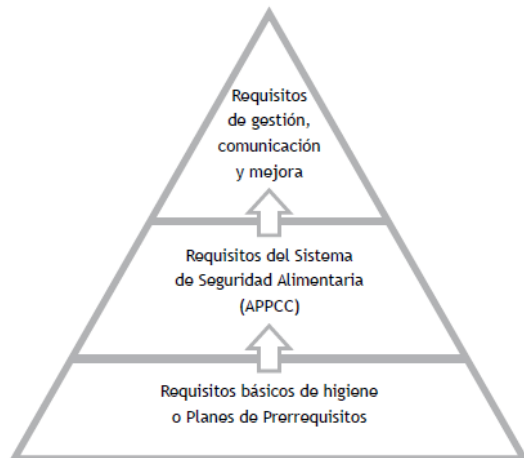 Requisitos
de gestión,
comunicación
y mejora
Requisitos del Sistema
de Seguridad Alimentaria
(APPCC)
Requisitos básicos de higiene
o Planes de Prerrequisitos